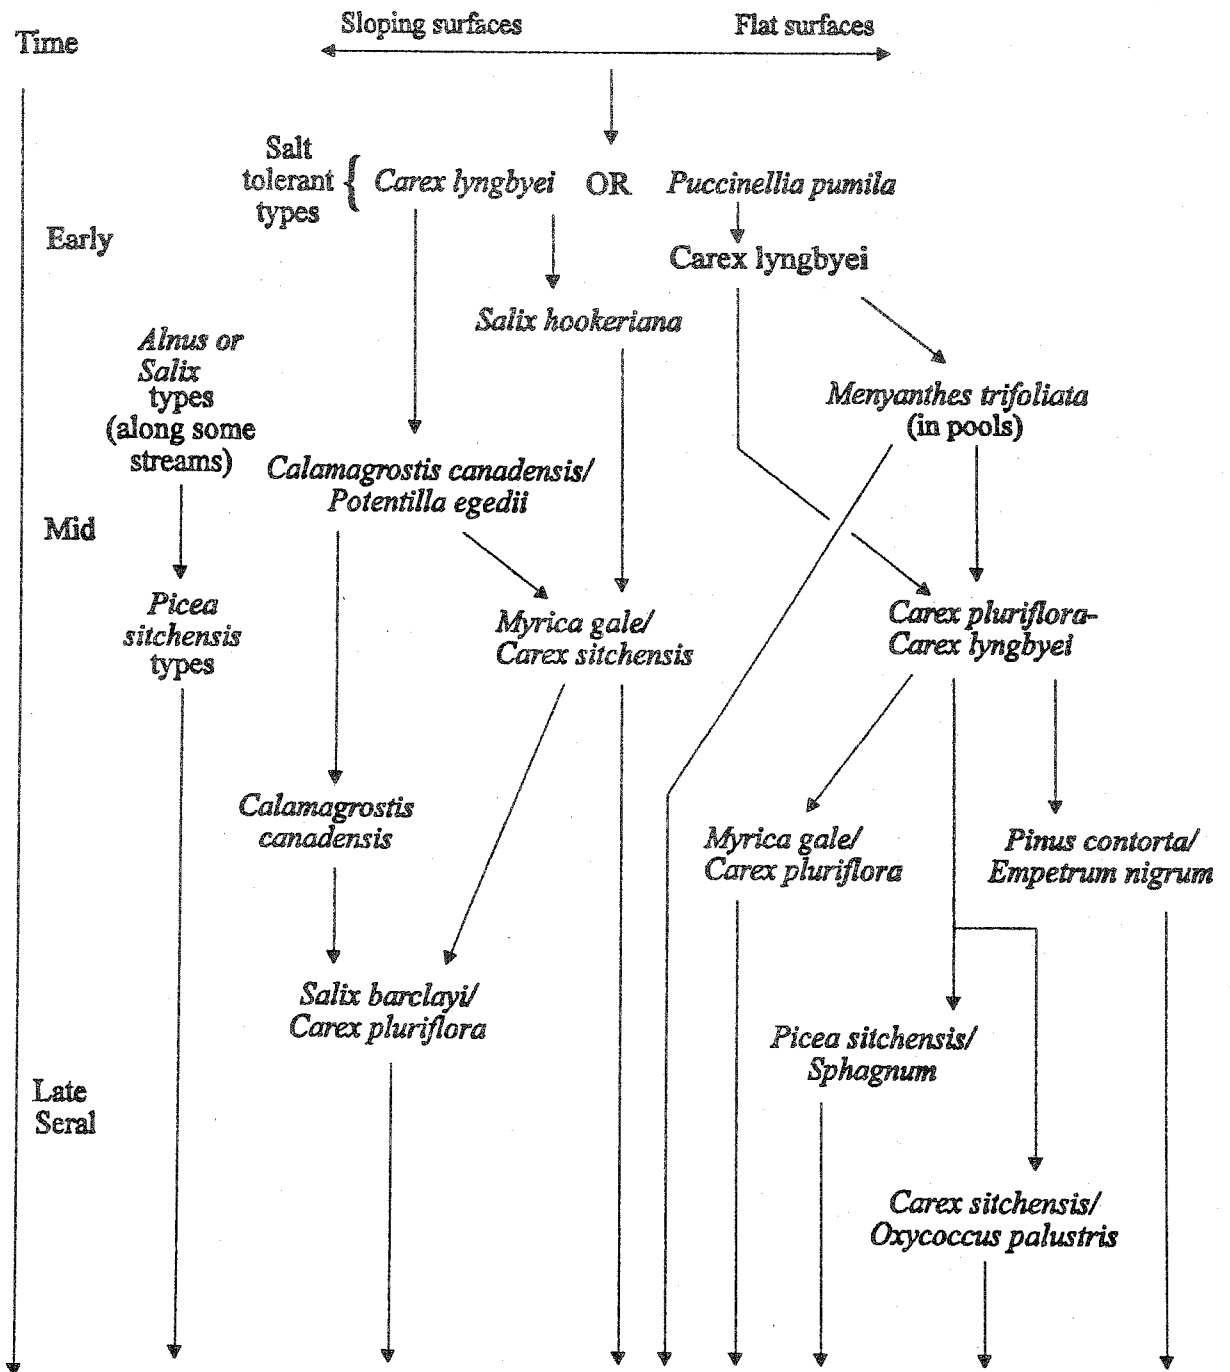 Sloping surfaces
Flat surfaces
Time
Salt
tolerant
types
{ Carex lyngbyei OR Puccinellia pumila
Early
Carex lyngbyei
Salix hookeriana
Alnus or
Salix
types
(along some
streams)
Menyanthes trifoliata
(in pools)
Calamagrostis canadensis/
Potentilla egedii
Mid
Picea
sitchensis
types
Myrica gale/
Carex sitchensis
Carex pluriflora-
Carex lyngbyei
Calamagrostis
canadensis
Myrica gale/
Carex pluriflora
Pinus contorta/
Empetrum nigrum
Salix barclayi/
Carex pluriflora
Picea sitchensis/
Sphagnum
Late
Seral
Carex sitchensis/
Oxycoccus palustris